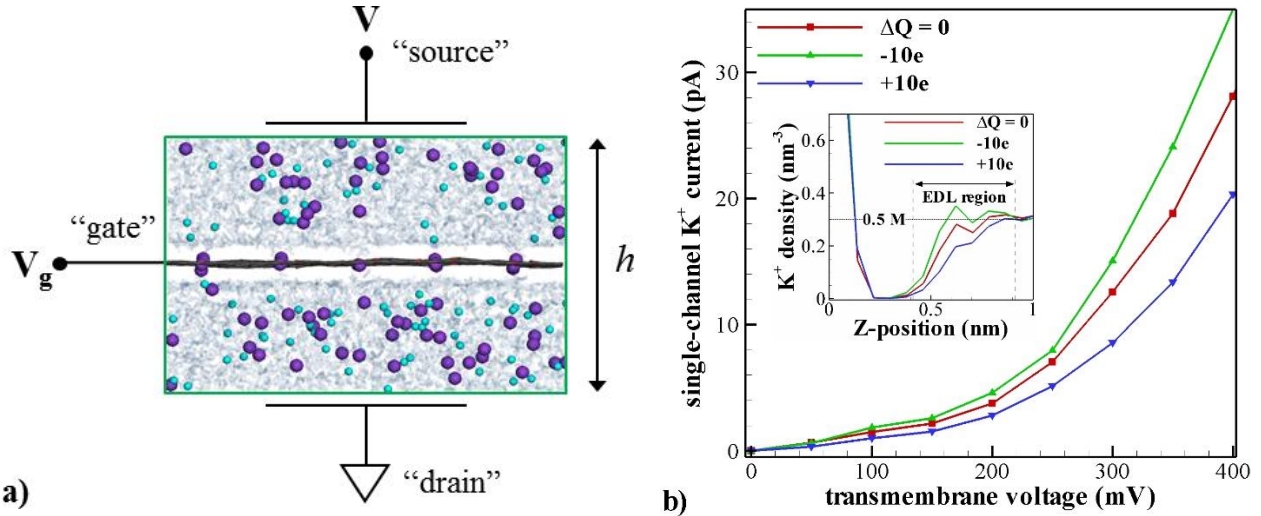 V
“source”
“gate”
Vg
h
“drain”
a)
ΔQ = 0
-10e
+10e
single-channel K+ current (pA)
30
20
10
0
0
100
200
300
400
transmembrane voltage (mV)
b)
ΔQ = 0
-10e
+10e
EDL region
0.5 M
K+ density (nm-3)
0.6
0.4
0.2
0
0
0.5
1
Z-position (nm)